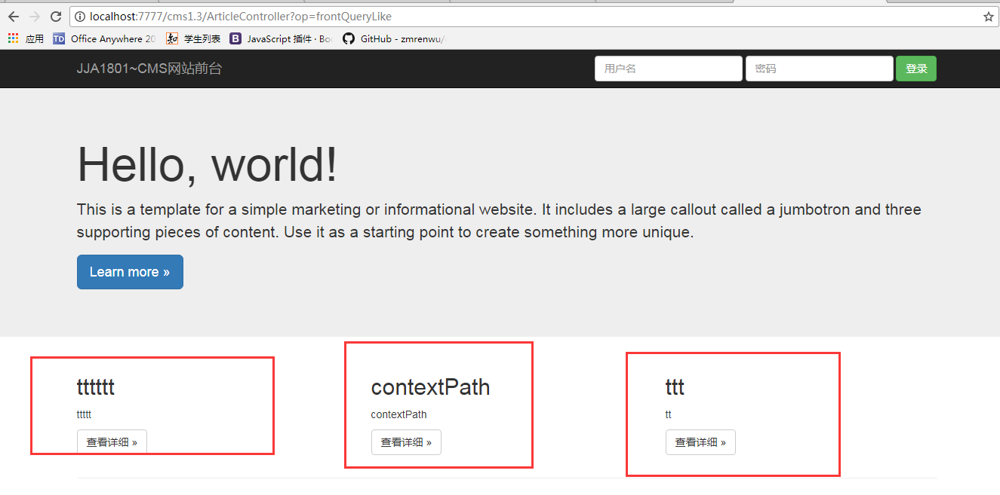 localhost:7777/cms1.3/ArticleController?op=frontQueryLike
应用 TD Office Anywhere 20 学生列表 B JavaScript 插件 · Bo GitHub - zmrenwu/
JJA1801~CMS网站前台 用户名 密码 登录
Hello, world!
This is a template for a simple marketing or informational website. It includes a large callout called a jumbotron and three
supporting pieces of content. Use it as a starting point to create something more unique.
Learn more »
tttttt contextPath ttt
ttttt contextPath tt
查看详细 » 查看详细 » 查看详细 »